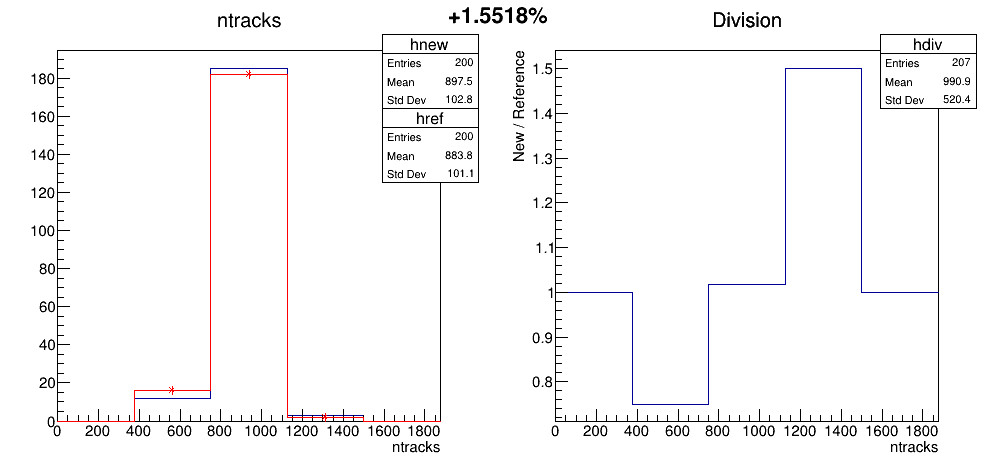 +1.5518%
ntracks
hnew
Entries 200
Mean 897.5
Std Dev 102.8
href
Entries 200
Mean 883.8
Std Dev 101.1
180
160
140
120
100
80
60
40
20
0
0 200 400 600 800 1000 1200 1400 1600 1800
ntracks
Division
hdiv
Entries 207
Mean 990.9
Std Dev 520.4
New / Reference
1.5
1.4
1.3
1.2
1.1
1
0.9
0.8
0 200 400 600 800 1000 1200 1400 1600 1800
ntracks